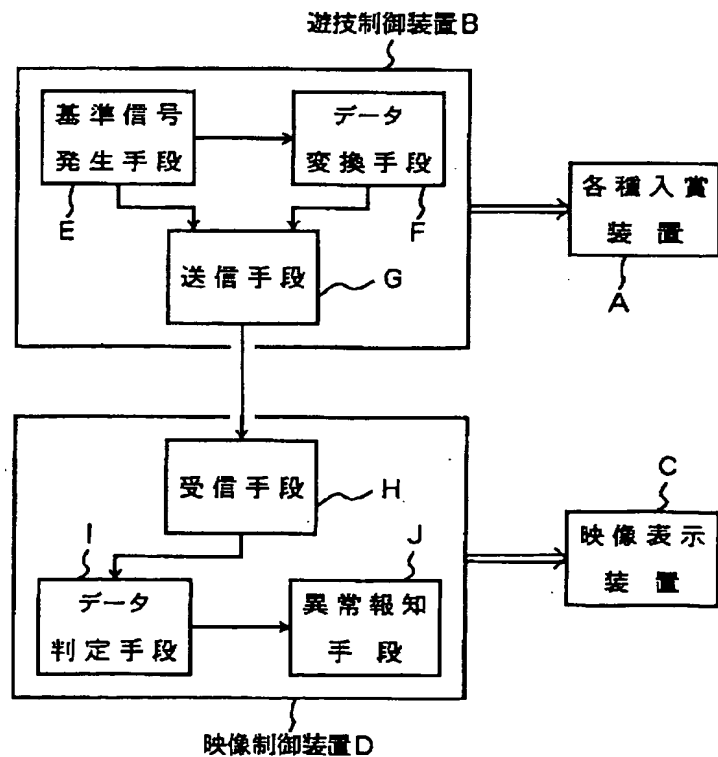 遊技制御装置B
基準信号
発生手段
E
データ
変換手段
F
送信手段
G
各種入賞
装置
A
受信手段
H
I
データ
判定手段
J
異常報知
手段
C
映像表示
装置
映像制御装置D